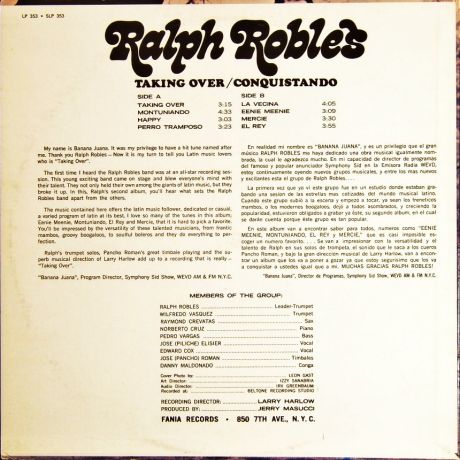 LP 353 • SLP 353
Ralph Robles
TAKING OVER/CONQUISTANDO
SIDE A
TAKING OVER 3:15
MONTUNIANDO 4:33
HAPPY 3:03
PERRO TRAMPOSO 3:23
SIDE B
LA VECINA 4:05
EENIE MEENIE 3:09
MERCIE 3:30
EL REY 3:55
My name is Banana Juana. It was my privilege to have a hit tune named after
me. Thank you Ralph Robles — Now it is my turn to tell you Latin music lovers
who is "Taking Over".
The first time I heard the Ralph Robles band was at an all-star recording ses-
sion. This young exciting band came on stage and blew everyone's mind with
their talent. They not only held their own among the giants of latin music, but they
broke it up. In this, Ralph's second album, you'll hear what sets the Ralph Robles
band apart from the others.
The music contained here offers the latin music follower, dedicated or casual,
a varied program of latin at its best. I love so many of the tunes in this album;
Eenie Meenie, Montuniando, El Rey and Mercie, that it is hard to pick a favorite.
You'll be impressed by the versatility of these talented musicians, from frantic
mambos, groovy boogaloos, to soulful boleros and they do everything to per-
fection.
Ralph's trumpet solos, Pancho Roman's great timbale playing and the su-
perb musical direction of Larry Harlow add up to a recording that is really —
"Taking Over".
"Banana Juana", Program Director, Symphony Sid Show, WEVD AM & FM N.Y.C.
En realidad mi nombre es "BANANA JUANA", y es un privilegio que el gran
músico RALPH ROBLES me haya dedicado una obra musical igualmente nom-
brada, la cual le agradezco mucho. En mi capacidad de director de programas
del famoso y popular anunciador Symphony Sid en la Emisora Radio WEVD,
estoy continuamente oyendo nuevos grupos musicales, y entre los mas nuevos
y excitantes esta el grupo de Ralph Robles.....
La primera vez que yo vi este grupo fue en un estudio donde estaban gra-
bando una sesión de las estrellas mas cotizadas del mundo musical latino.
Cuando este grupo subió a la escena y empezo a tocar, ya sean los freneticos
mambos, o los modernos boogaloos, dejó a todos asombrados, y creciendo la
popularidad, estuvieron obligados a grabar ya éste, su segundo album, en el cual
se darán cuenta porque este grupo es tan popular.
En este album van a encontrar sabor para todos, números como "EENIE
MEENIE, MONTUNIANDO, EL REY y MERCIE," que es casi imposible esco-
ger un numero favorito. . . . Se van a impresionar con la versatilidad y el
talento de Ralph en sus solos de trompeta, el sonido que le saca a los cueros
Pancho Roman, y bajo la gran dirección musical de Larry Harlow, van a encon-
trar un album que los va a poner a gozar ya que estoy segurisimo que los va
a conquistar a ustedes igual que a mi. MUCHAS GRACIAS RALPH ROBLES!
"Banana Juana", Director de Programas, Symphony Sid Show, WEVD AM & FM N.Y.C.
MEMBERS OF THE GROUP:
RALPH ROBLES Leader-Trumpet
WILFREDO VASQUEZ Trumpet
RAYMOND CREVATAS Sax
NORBERTO CRUZ Piano
PEDRO VARGAS Bass
JOSE (PILICHE) ELISIER Vocal
EDWARD COX Vocal
JOSE (PANCHO) ROMAN Timbales
DANNY MALDONADO Conga
Cover Photo by: LEON GAST
Art Director: IZZY SANABRIA
Audio Director: IRV GREENBAUM
Recorded at: BELTONE RECORDING STUDIO
RECORDING DIRECTOR: LARRY HARLOW
PRODUCED BY: JERRY MASUCCI
FANIA RECORDS • 850 7TH AVE., N.Y.C.